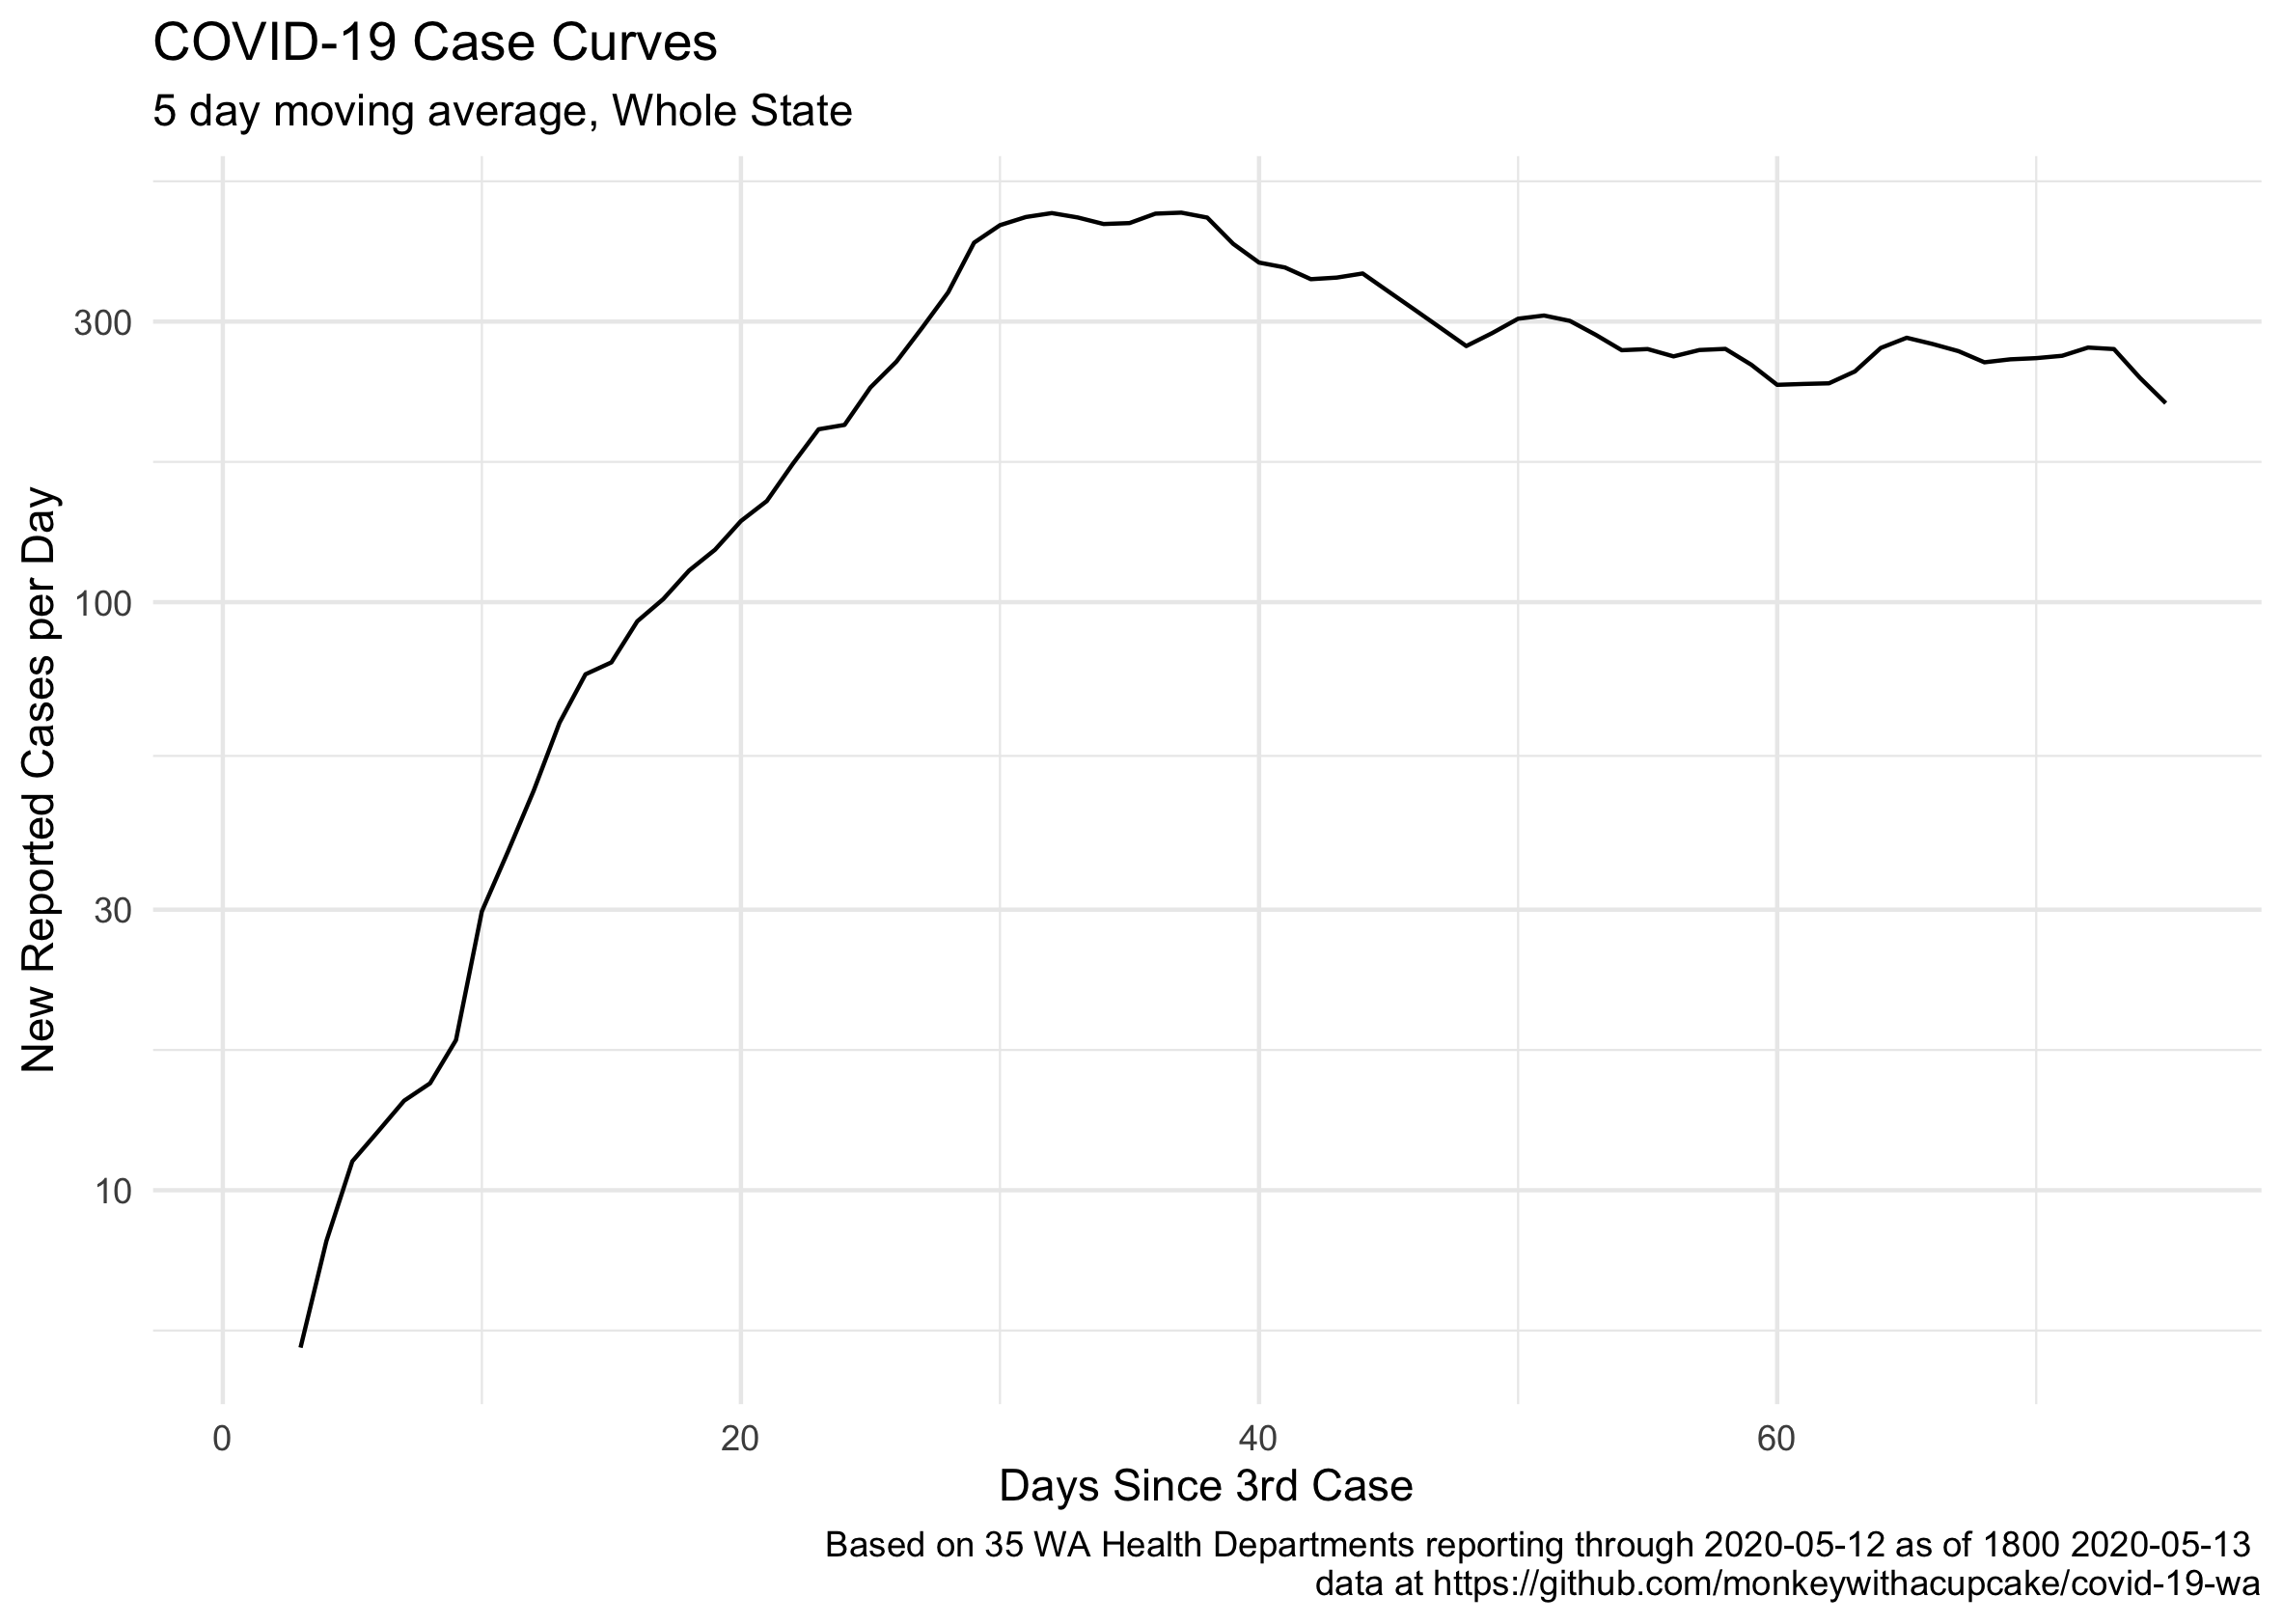 COVID-19 Case Curves
5 day moving average, Whole State
New Reported Cases per Day
300
100
30
10
0
20
40
60
Days Since 3rd Case
Based on 35 WA Health Departments reporting through 2020-05-12 as of 1800 2020-05-13
data at https://github.com/monkeywithacupcake/covid-19-wa